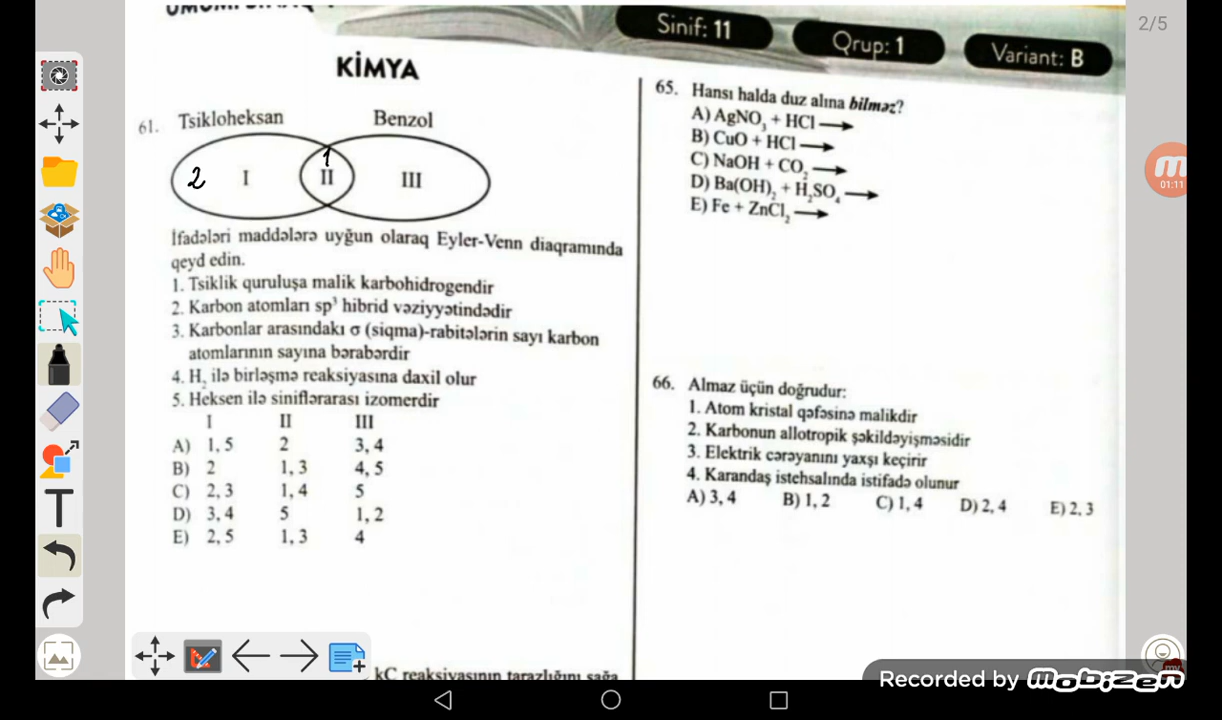 2/5
Sinif: 11
Qrup: 1
Variant: B
KİMYA
61. Tsikloheksan Benzol
2 I 1 II III
İfadələri maddələrə uyğun olaraq Eyler-Venn diaqramında
qeyd edin.
1. Tsiklik quruluşa malik karbohidrogendir
2. Karbon atomları sp³ hibrid vəziyyətindədir
3. Karbonlar arasındakı σ (siqma)-rabitələrin sayı karbon
atomlarının sayına bərabərdir
4. H₂ ilə birləşmə reaksiyasına daxil olur
5. Heksen ilə siniflərarası izomerdir
I II III
A) 1, 5 2 3, 4
B) 2 1, 3 4, 5
C) 2, 3 1, 4 5
D) 3, 4 5 1, 2
E) 2, 5 1, 3 4
kC reaksiyasının tarazlığını sağa
65. Hansı halda duz alına bilməz?
A) AgNO₃ + HCl ⟶
B) CuO + HCl ⟶
C) NaOH + CO₂ ⟶
D) Ba(OH)₂ + H₂SO₄ ⟶
E) Fe + ZnCl₂ ⟶
66. Almaz üçün doğrudur:
1. Atom kristal qəfəsinə malikdir
2. Karbonun allotropik şəkildəyişməsidir
3. Elektrik cərəyanını yaxşı keçirir
4. Karandaş istehsalında istifadə olunur
A) 3, 4 B) 1, 2 C) 1, 4 D) 2, 4 E) 2, 3
01:11
T
Recorded by mobizen